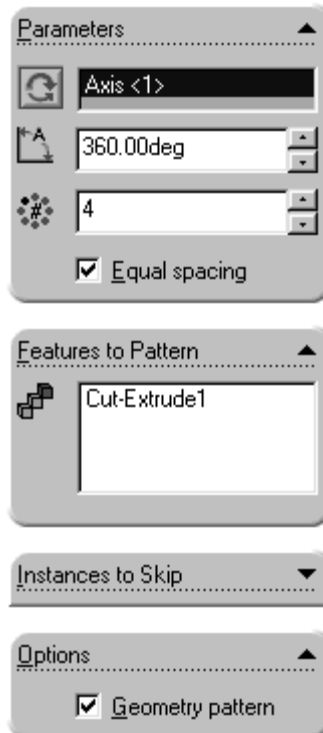 Parameters
Axis <1>
A
360.00deg
#
4
Equal spacing
Features to Pattern
Cut-Extrude1
Instances to Skip
Options
Geometry pattern